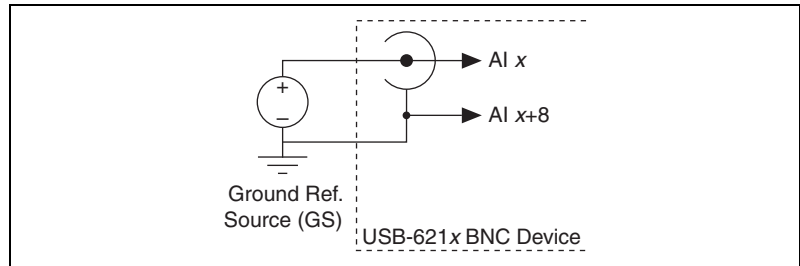 AI x
+
AI x+8
–
Ground Ref.
Source (GS)
USB-621x BNC Device